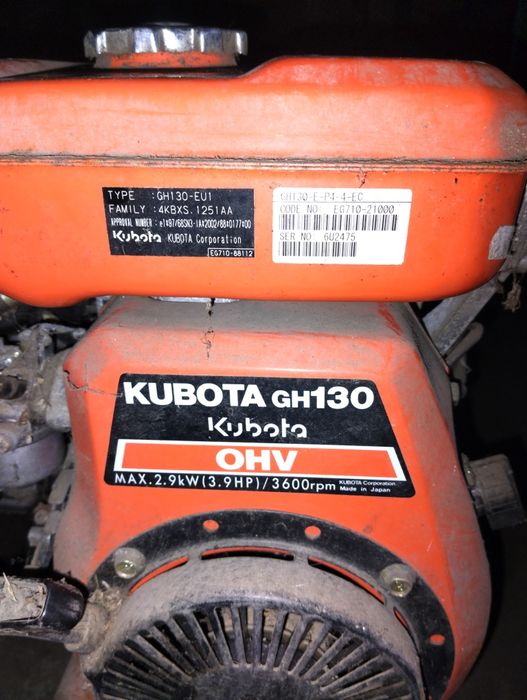 TYPE : GH130-EU1
FAMILY : 4KBXS.1251AA
APPROVAL NUMBER : e1*97/68SN3-1A*2002/88*0177*00
Kubota KUBOTA Corporation
EG710-88112
GH130-E-P4-4-EC
CODE NO: EG710-21000
SER NO 6U2475
KUBOTA GH130
Kubota
OHV
MAX.2.9kW(3.9HP)/3600rpm
KUBOTA Corporation
Made in Japan